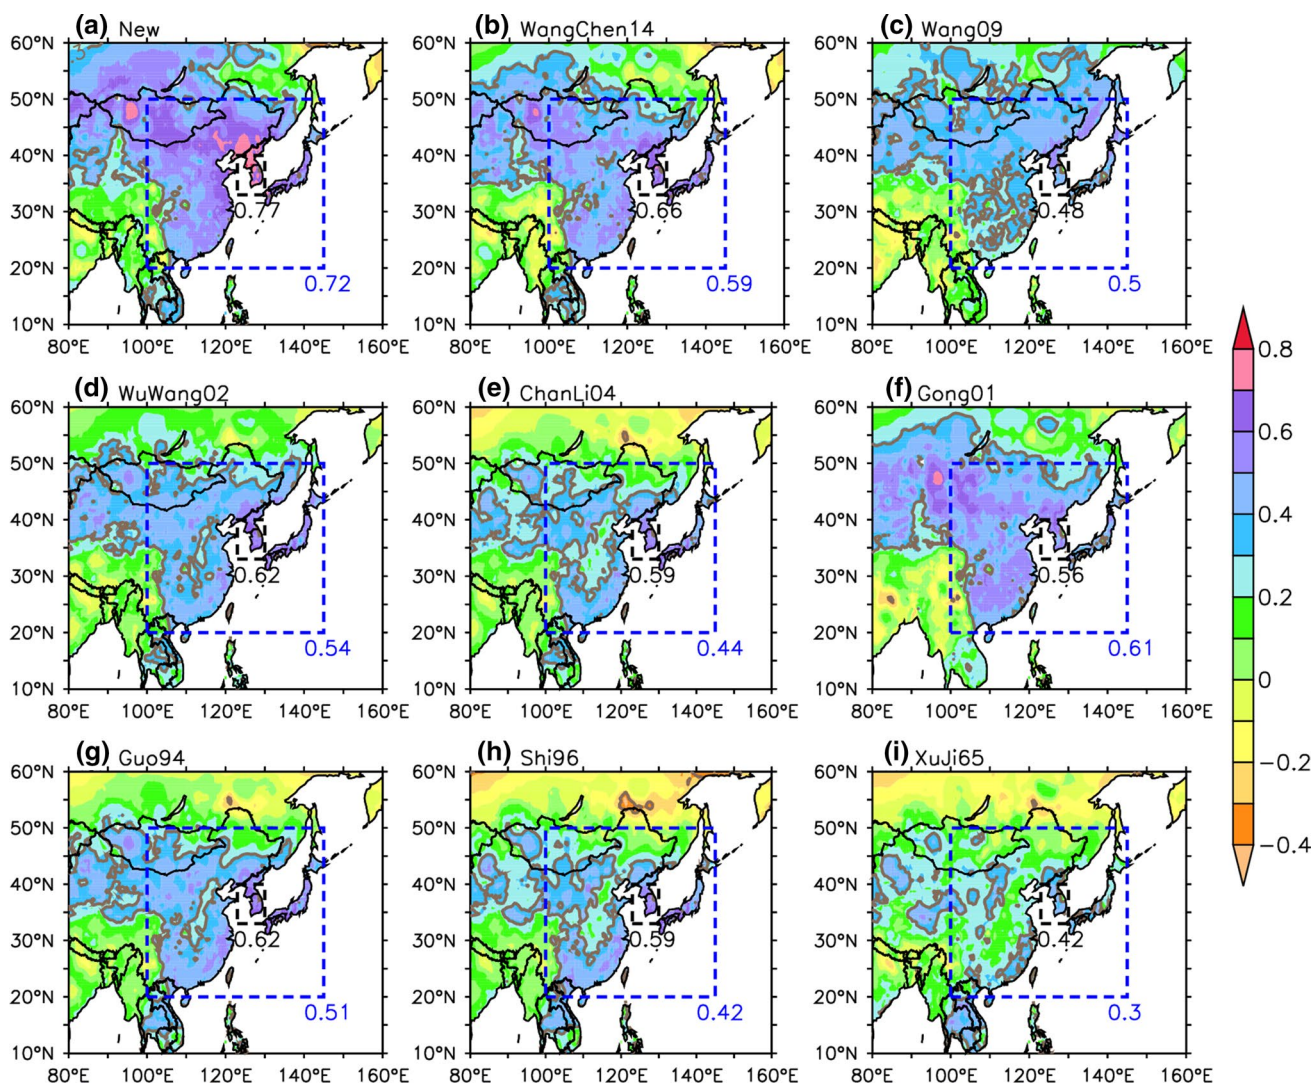 (a) New
(b) WangChen14
(c) Wang09
60°N
50°N
40°N
30°N
20°N
10°N
0.77
0.72
80°E 100°E 120°E 140°E 160°E
60°N
50°N
40°N
30°N
20°N
10°N
0.66
0.59
80°E 100°E 120°E 140°E 160°E
60°N
50°N
40°N
30°N
20°N
10°N
0.48
0.5
80°E 100°E 120°E 140°E 160°E
(d) WuWang02
(e) ChanLi04
(f) Gong01
60°N
50°N
40°N
30°N
20°N
10°N
0.62
0.54
80°E 100°E 120°E 140°E 160°E
60°N
50°N
40°N
30°N
20°N
10°N
0.59
0.44
80°E 100°E 120°E 140°E 160°E
60°N
50°N
40°N
30°N
20°N
10°N
0.56
0.61
80°E 100°E 120°E 140°E 160°E
(g) Guo94
(h) Shi96
(i) XuJi65
60°N
50°N
40°N
30°N
20°N
10°N
0.62
0.51
80°E 100°E 120°E 140°E 160°E
60°N
50°N
40°N
30°N
20°N
10°N
0.59
0.42
80°E 100°E 120°E 140°E 160°E
60°N
50°N
40°N
30°N
20°N
10°N
0.42
0.3
80°E 100°E 120°E 140°E 160°E
0.8
0.6
0.4
0.2
0
−0.2
−0.4